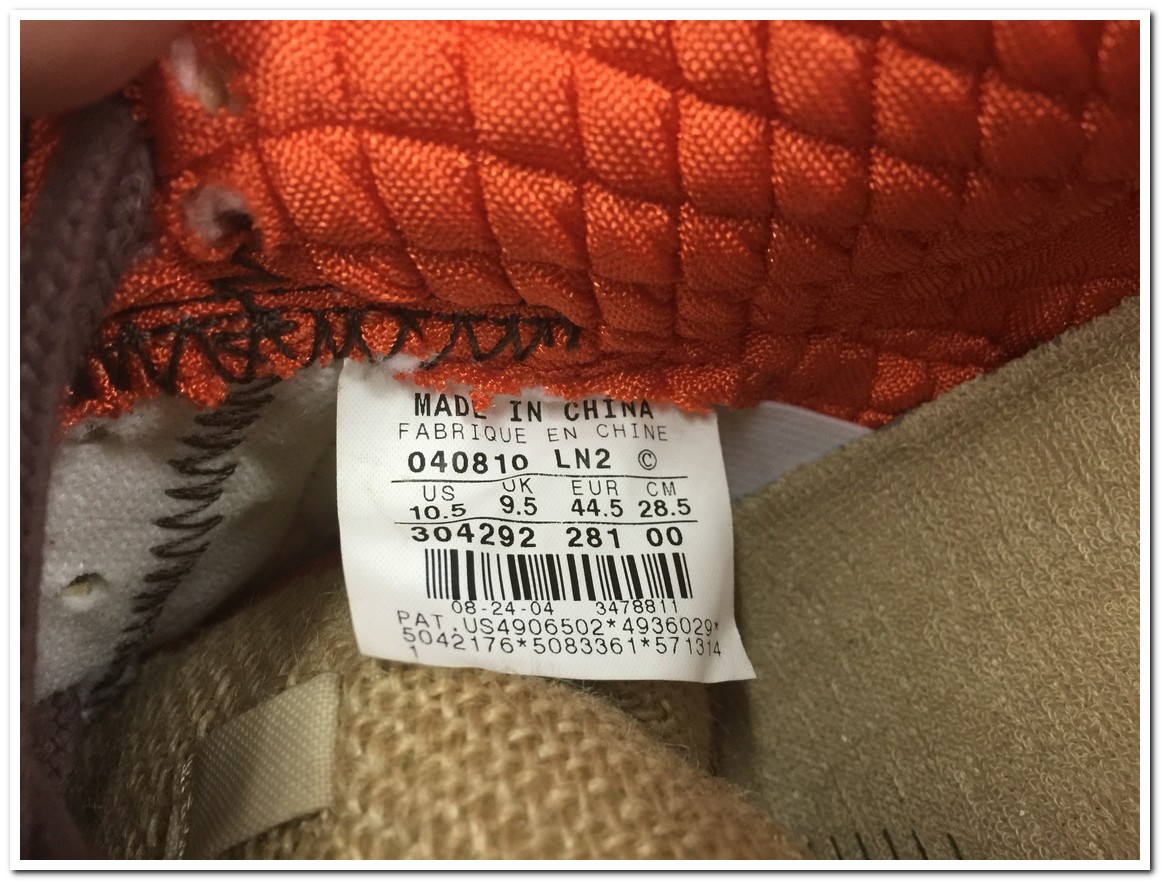 MADE IN CHINA
FABRIQUE EN CHINE
040810 LN2 ©
US UK EUR CM
10.5 9.5 44.5 28.5
304292 281 00
08-24-04 3478811
PAT.US4906502*4936029*
5042176*5083361*571314
1